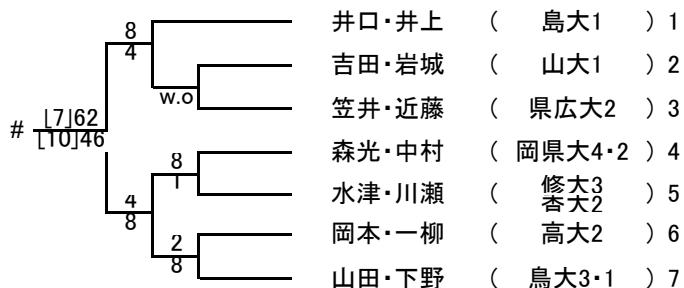 8 井口・井上 ( 島大1 ) 1
4 吉田・岩城 ( 山大1 ) 2
w.o 笠井・近藤 ( 県広大2 ) 3
# [7]62
[10]46
8 森光・中村 ( 岡県大4・2 ) 4
1 水津・川瀬 ( 修大3 ) 5
杏大2
4
8
2 岡本・一柳 ( 高大2 ) 6
8 山田・下野 ( 鳥大3・1 ) 7